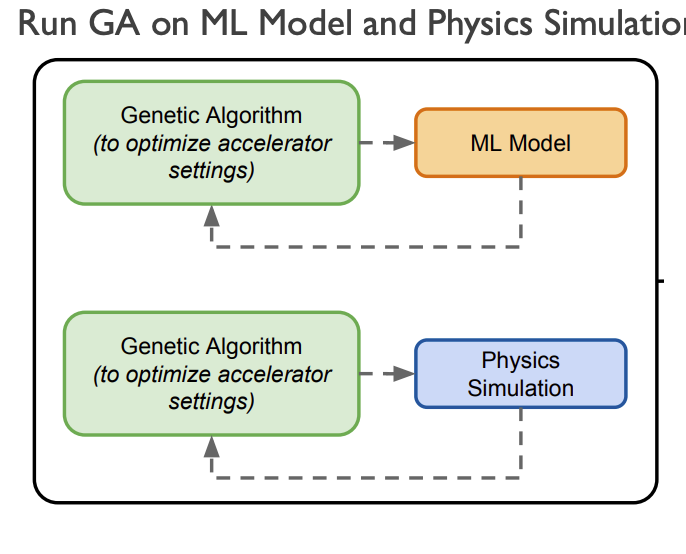 Run GA on ML Model and Physics Simulation
Genetic Algorithm
(to optimize accelerator
settings)
ML Model
Genetic Algorithm
(to optimize accelerator
settings)
Physics
Simulation